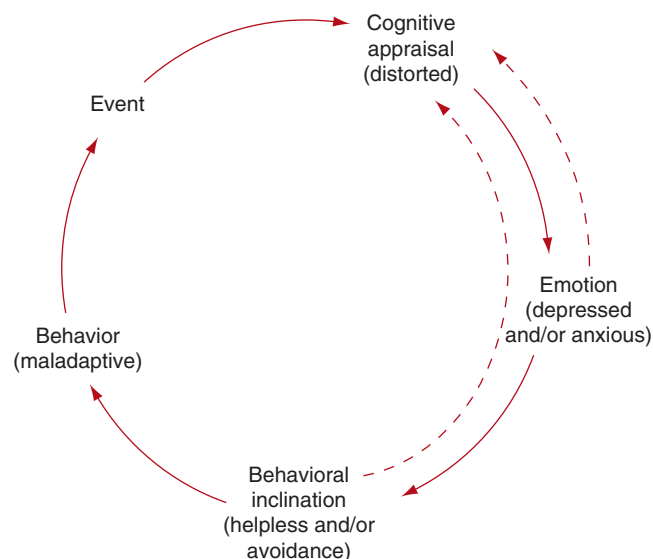 Cognitive
appraisal
(distorted)
Event
Emotion
(depressed
and/or anxious)
Behavior
(maladaptive)
Behavioral
inclination
(helpless and/or
avoidance)